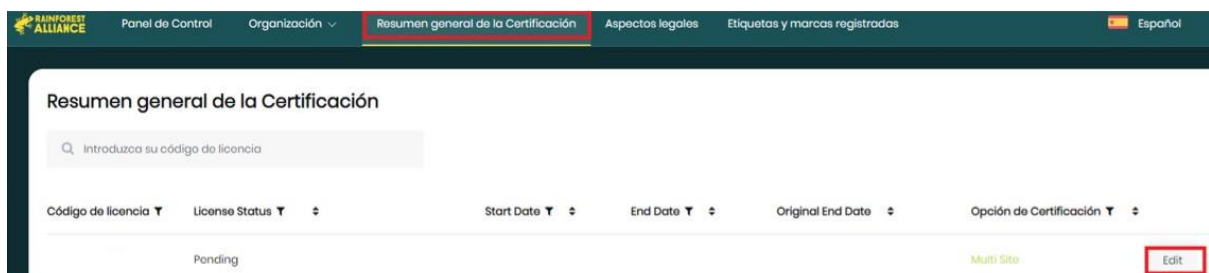 RAINFOREST ALLIANCE Panel de Control Organización Resumen general de la Certificación Aspectos legales Etiquetas y marcas registradas Español
Resumen general de la Certificación
Introduzca su código de licencia
Código de licencia License Status Start Date End Date Original End Date Opción de Certificación
Pending Multi Site Edit